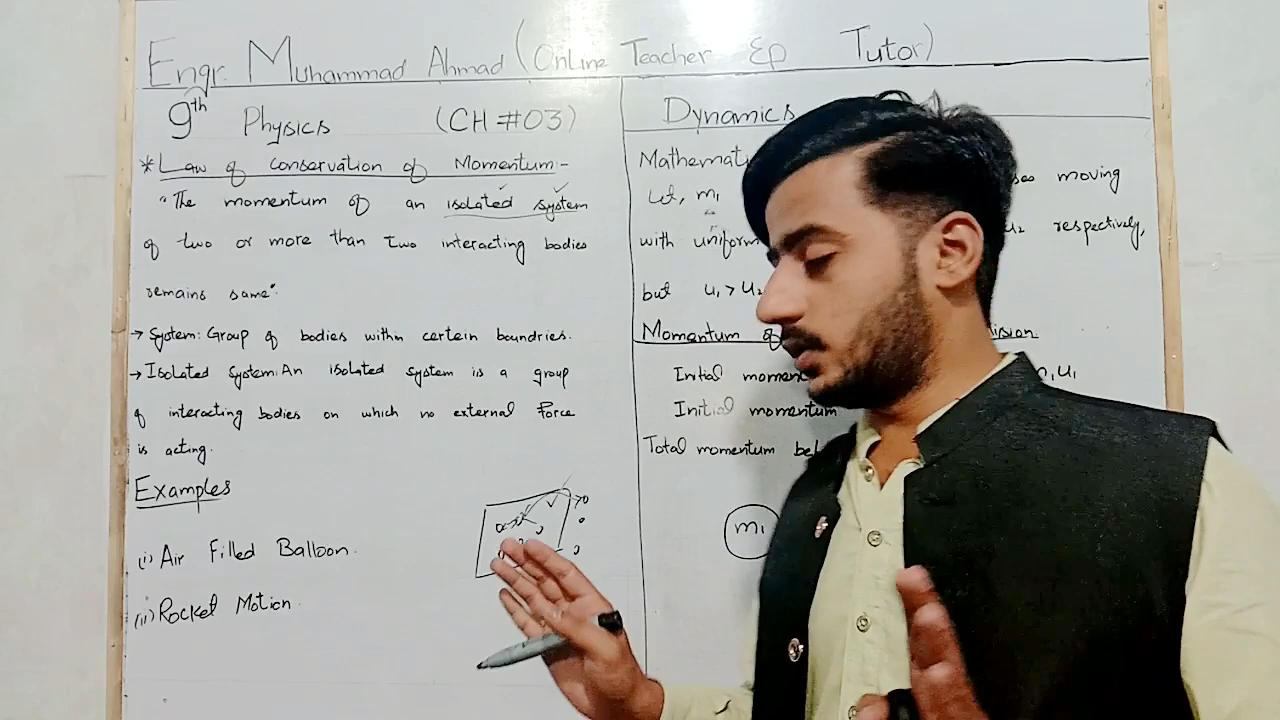 Engr. Muhammad Ahmad (Online Teacher & Tutor)
9th Physics (CH #03)
* Law of Conservation of Momentum:-
"The momentum of an isolated system
of two or more than two interacting bodies
remains same".
→ System: Group of bodies within certain boundries.
→ Isolated System: An isolated system is a group
of interacting bodies on which no external Force
is acting.
Examples
(i) Air Filled Balloon.
(ii) Rocket Motion.
Dynamics
Let, m₁ moving
with u₂ respectively,
but u₁ > u₂
Momentum of
Initial u₁
Initial momentum
Total momentum
m₁